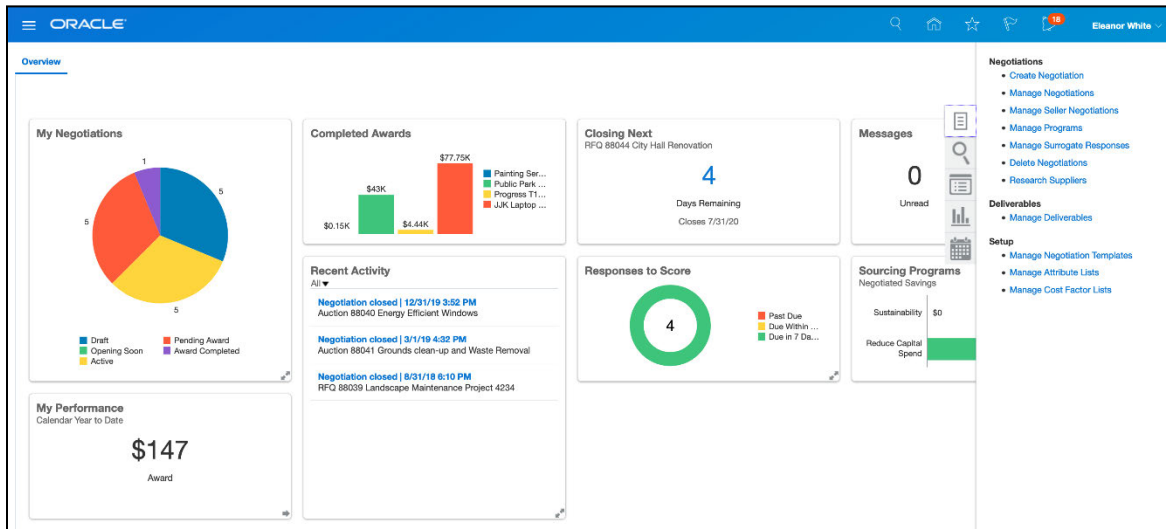 ORACLE
18
Eleanor White
Overview
My Negotiations
1
5
5
5
Draft
Opening Soon
Active
Pending Award
Award Completed
Completed Awards
$77.75K
$43K
$4.44K
$0.15K
Painting Ser...
Public Park ...
Progress T1...
JJK Laptop ...
Closing Next
RFQ 88044 City Hall Renovation
4
Days Remaining
Closes 7/31/20
Messages
0
Unread
Recent Activity
All
Negotiation closed | 12/31/19 3:52 PM
Auction 88040 Energy Efficient Windows
Negotiation closed | 3/1/19 4:32 PM
Auction 88041 Grounds clean-up and Waste Removal
Negotiation closed | 8/31/18 6:10 PM
RFQ 88039 Landscape Maintenance Project 4234
Responses to Score
4
Past Due
Due Within ...
Due in 7 Da...
Sourcing Programs
Negotiated Savings
Sustainability
$0
Reduce Capital
Spend
My Performance
Calendar Year to Date
$147
Award
Negotiations
Create Negotiation
Manage Negotiations
Manage Seller Negotiations
Manage Programs
Manage Surrogate Responses
Delete Negotiations
Research Suppliers
Deliverables
Manage Deliverables
Setup
Manage Negotiation Templates
Manage Attribute Lists
Manage Cost Factor Lists